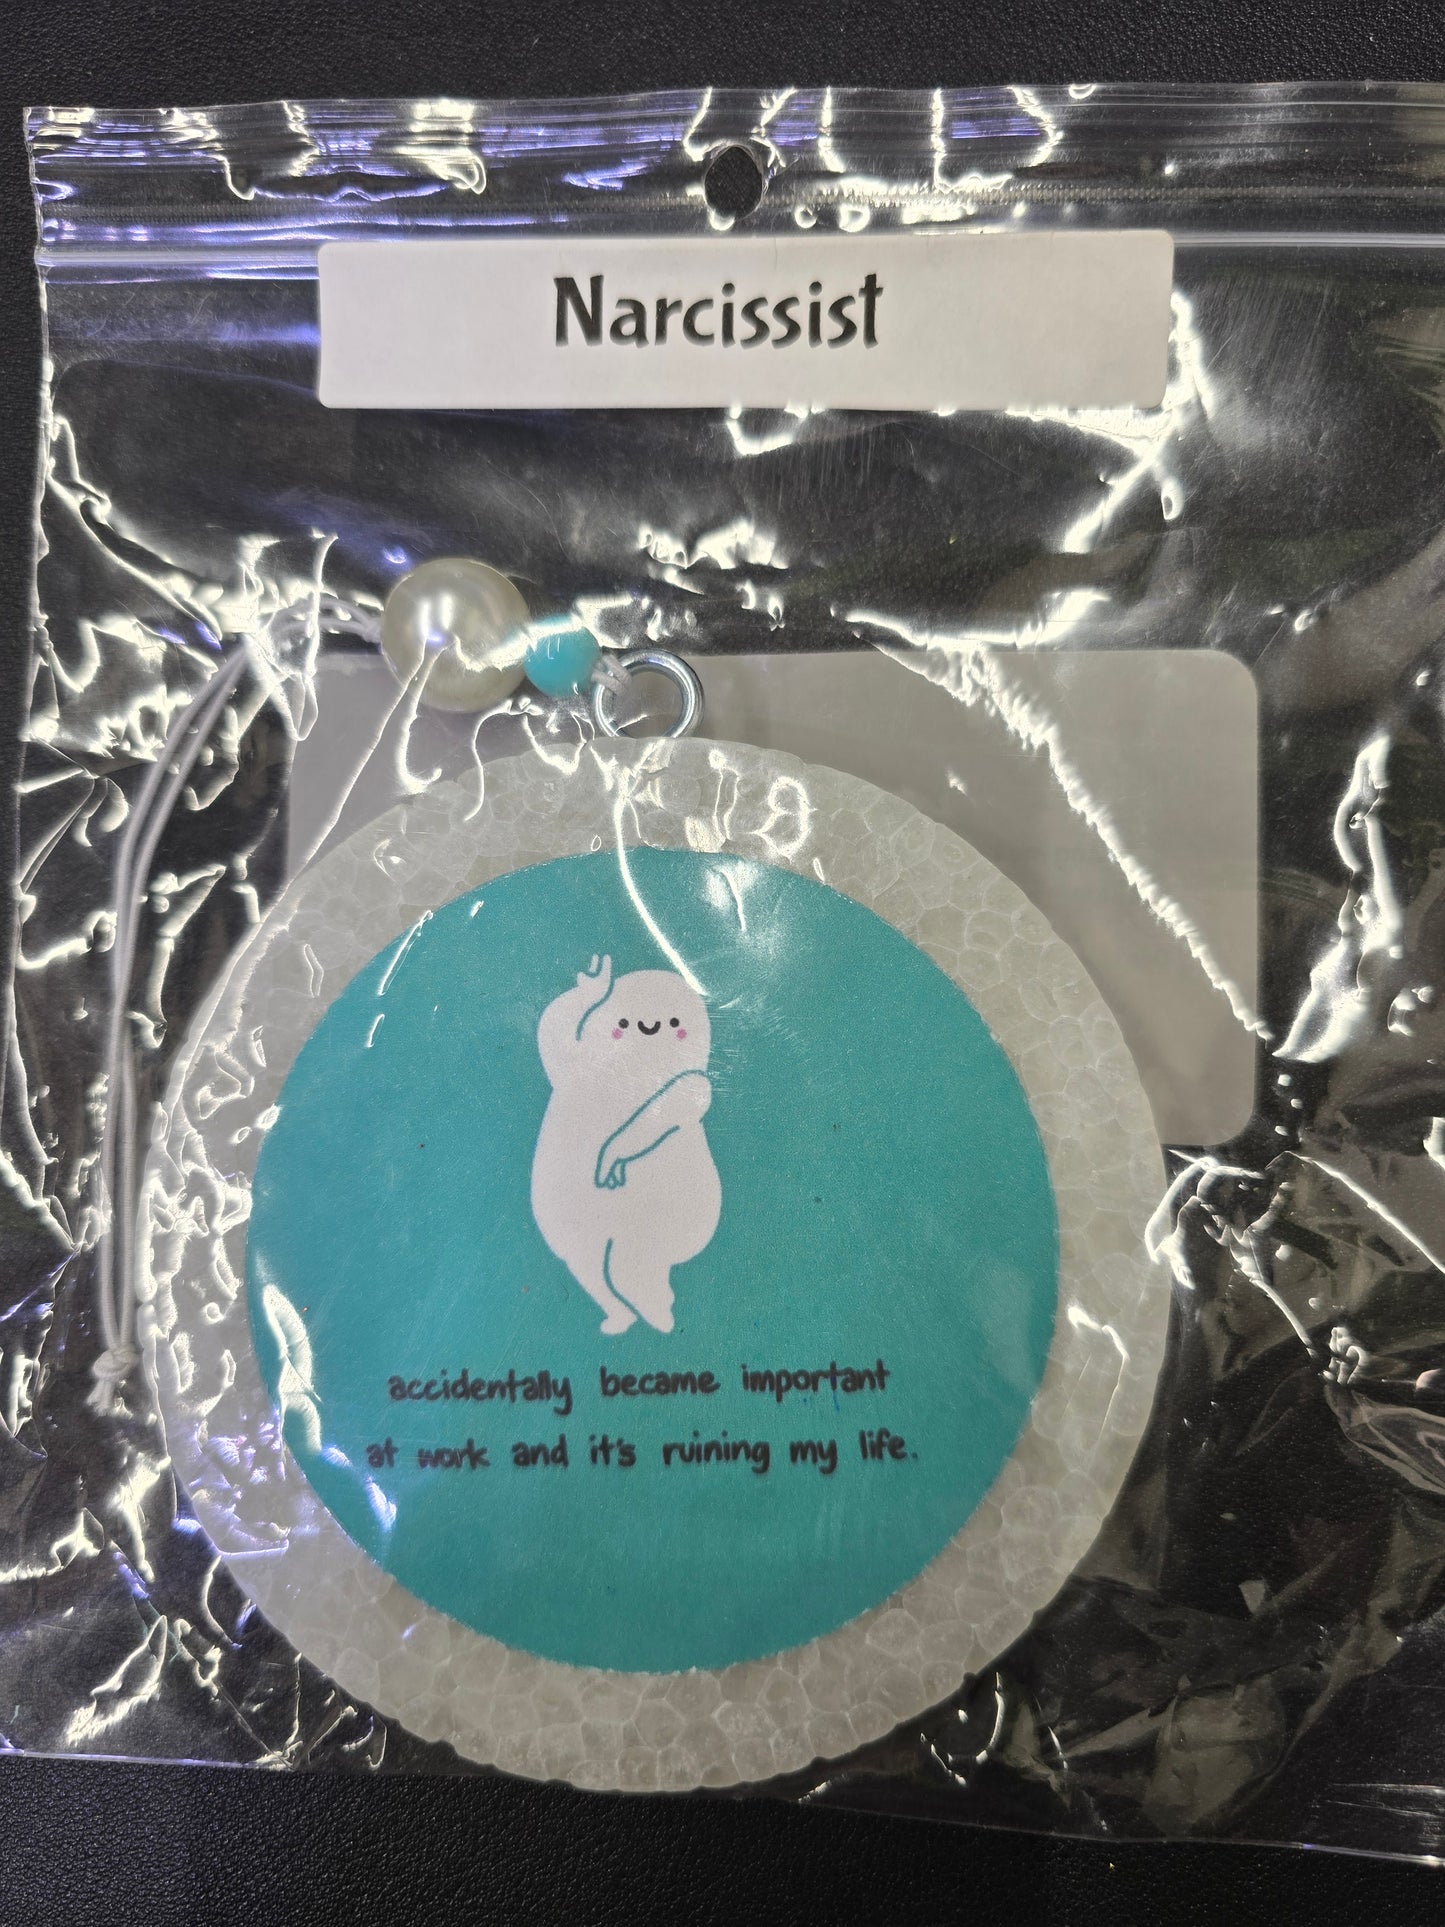 Narcissist
accidentally became important
at work and it's ruining my life.